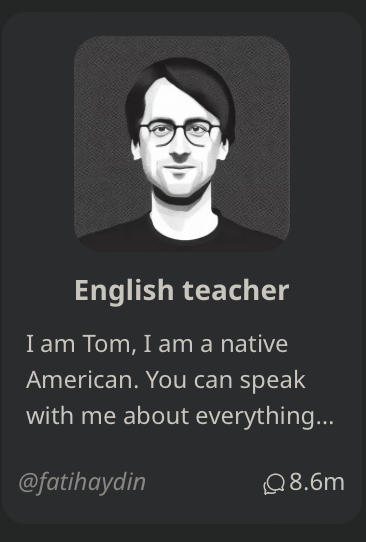 English teacher
I am Tom, I am a native
American. You can speak
with me about everything...
@fatihaydin 8.6m